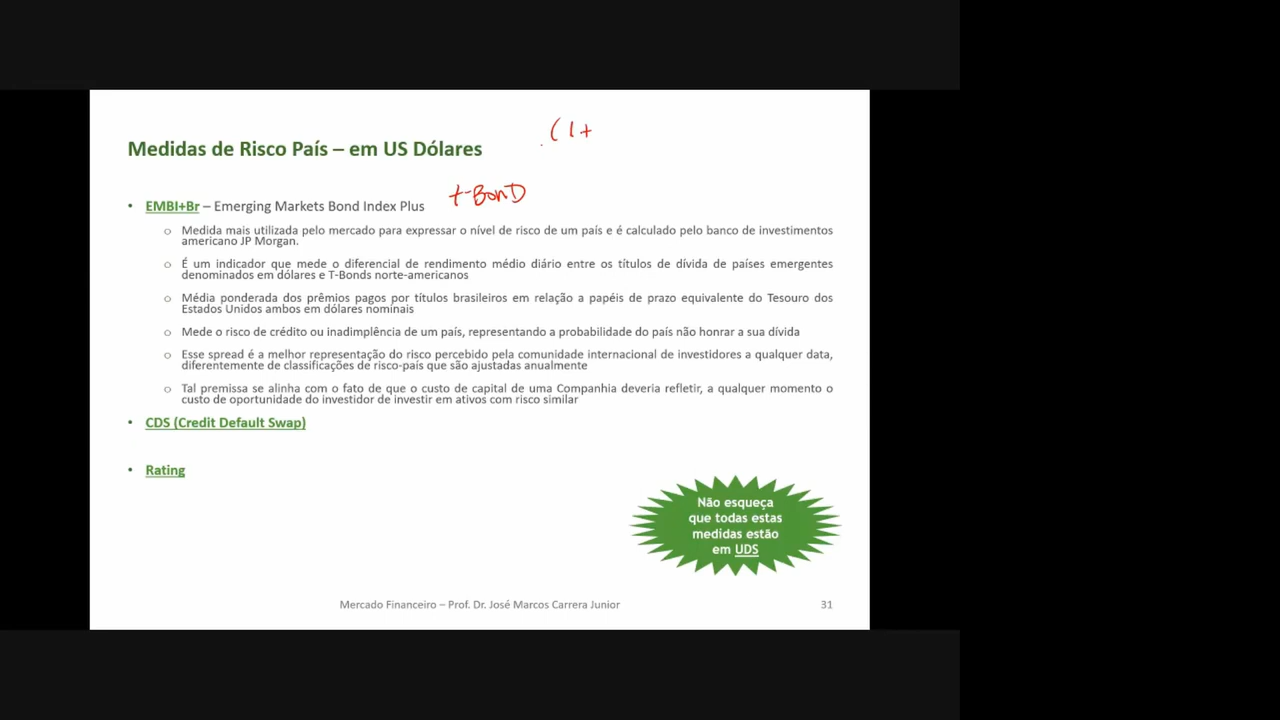 ( 1 +
Medidas de Risco País – em US Dólares
t-BonD
• EMBI+Br – Emerging Markets Bond Index Plus
o Medida mais utilizada pelo mercado para expressar o nível de risco de um país e é calculado pelo banco de investimentos
americano JP Morgan.
o É um indicador que mede o diferencial de rendimento médio diário entre os títulos de dívida de países emergentes
denominados em dólares e T-Bonds norte-americanos
o Média ponderada dos prêmios pagos por títulos brasileiros em relação a papéis de prazo equivalente do Tesouro dos
Estados Unidos ambos em dólares nominais
o Mede o risco de crédito ou inadimplência de um país, representando a probabilidade do país não honrar a sua dívida
o Esse spread é a melhor representação do risco percebido pela comunidade internacional de investidores a qualquer data,
diferentemente de classificações de risco-país que são ajustadas anualmente
o Tal premissa se alinha com o fato de que o custo de capital de uma Companhia deveria refletir, a qualquer momento o
custo de oportunidade do investidor de investir em ativos com risco similar
• CDS (Credit Default Swap)
• Rating
Não esqueça
que todas estas
medidas estão
em UDS
Mercado Financeiro – Prof. Dr. José Marcos Carrera Junior
31